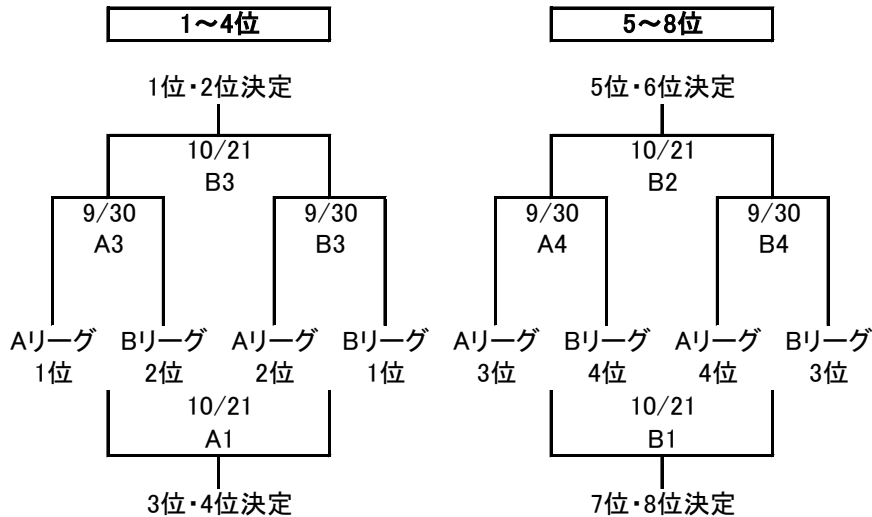 1～4位
1位・2位決定
10/21
B3
9/30
A3
9/30
B3
Aリーグ
1位
Bリーグ
2位
Aリーグ
2位
Bリーグ
1位
10/21
A1
3位・4位決定
5～8位
5位・6位決定
10/21
B2
9/30
A4
9/30
B4
Aリーグ
3位
Bリーグ
4位
Aリーグ
4位
Bリーグ
3位
10/21
B1
7位・8位決定